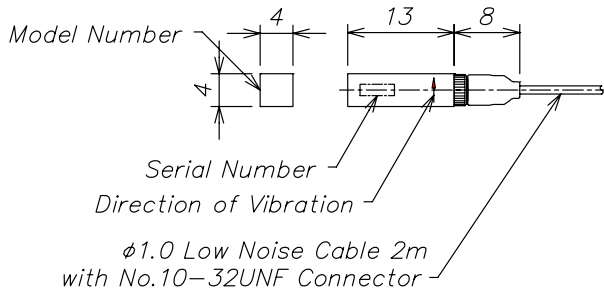 4
13
8
Model Number
4
Serial Number
Direction of Vibration
φ1.0 Low Noise Cable 2m
with No.10-32UNF Connector